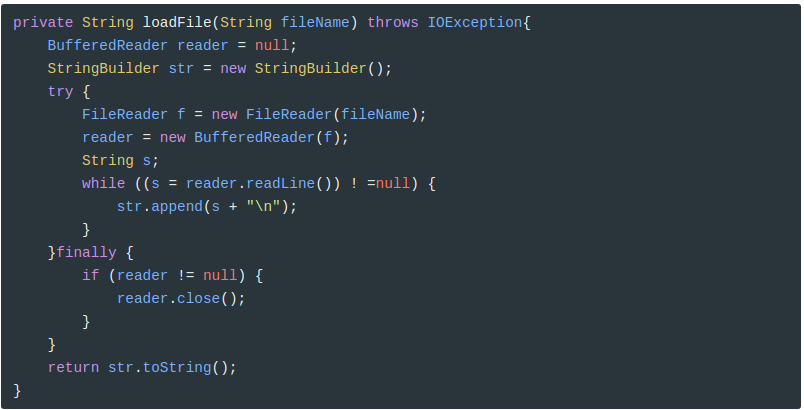 private String loadFile(String fileName) throws IOException{
    BufferedReader reader = null;
    StringBuilder str = new StringBuilder();
    try {
        FileReader f = new FileReader(fileName);
        reader = new BufferedReader(f);
        String s;
        while ((s = reader.readLine()) ! =null) {
            str.append(s + "\n");
        }
    }finally {
        if (reader != null) {
            reader.close();
        }
    }
    return str.toString();
}